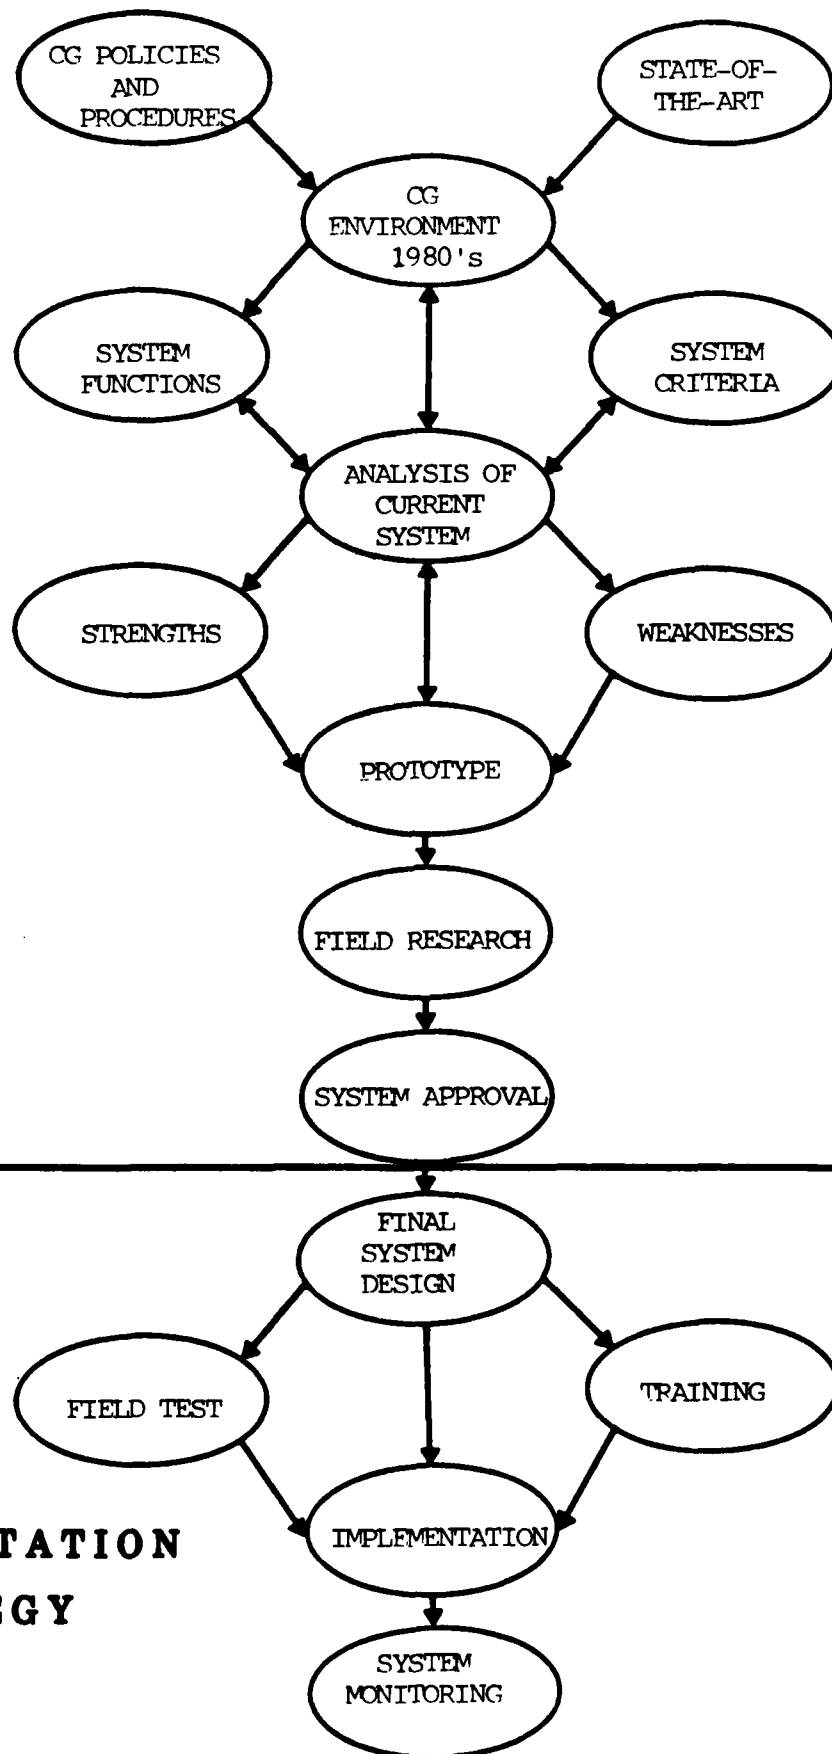 CG POLICIES
AND
PROCEDURES
STATE-OF-
THE-ART
CG
ENVIRONMENT
1980's
SYSTEM
FUNCTIONS
SYSTEM
CRITERIA
ANALYSIS OF
CURRENT
SYSTEM
STRENGTHS
WEAKNESSES
PROTOTYPE
FIELD RESEARCH
SYSTEM APPROVAL
FINAL
SYSTEM
DESIGN
FIELD TEST
TRAINING
IMPLEMENTATION
TATION
GY
SYSTEM
MONITORING